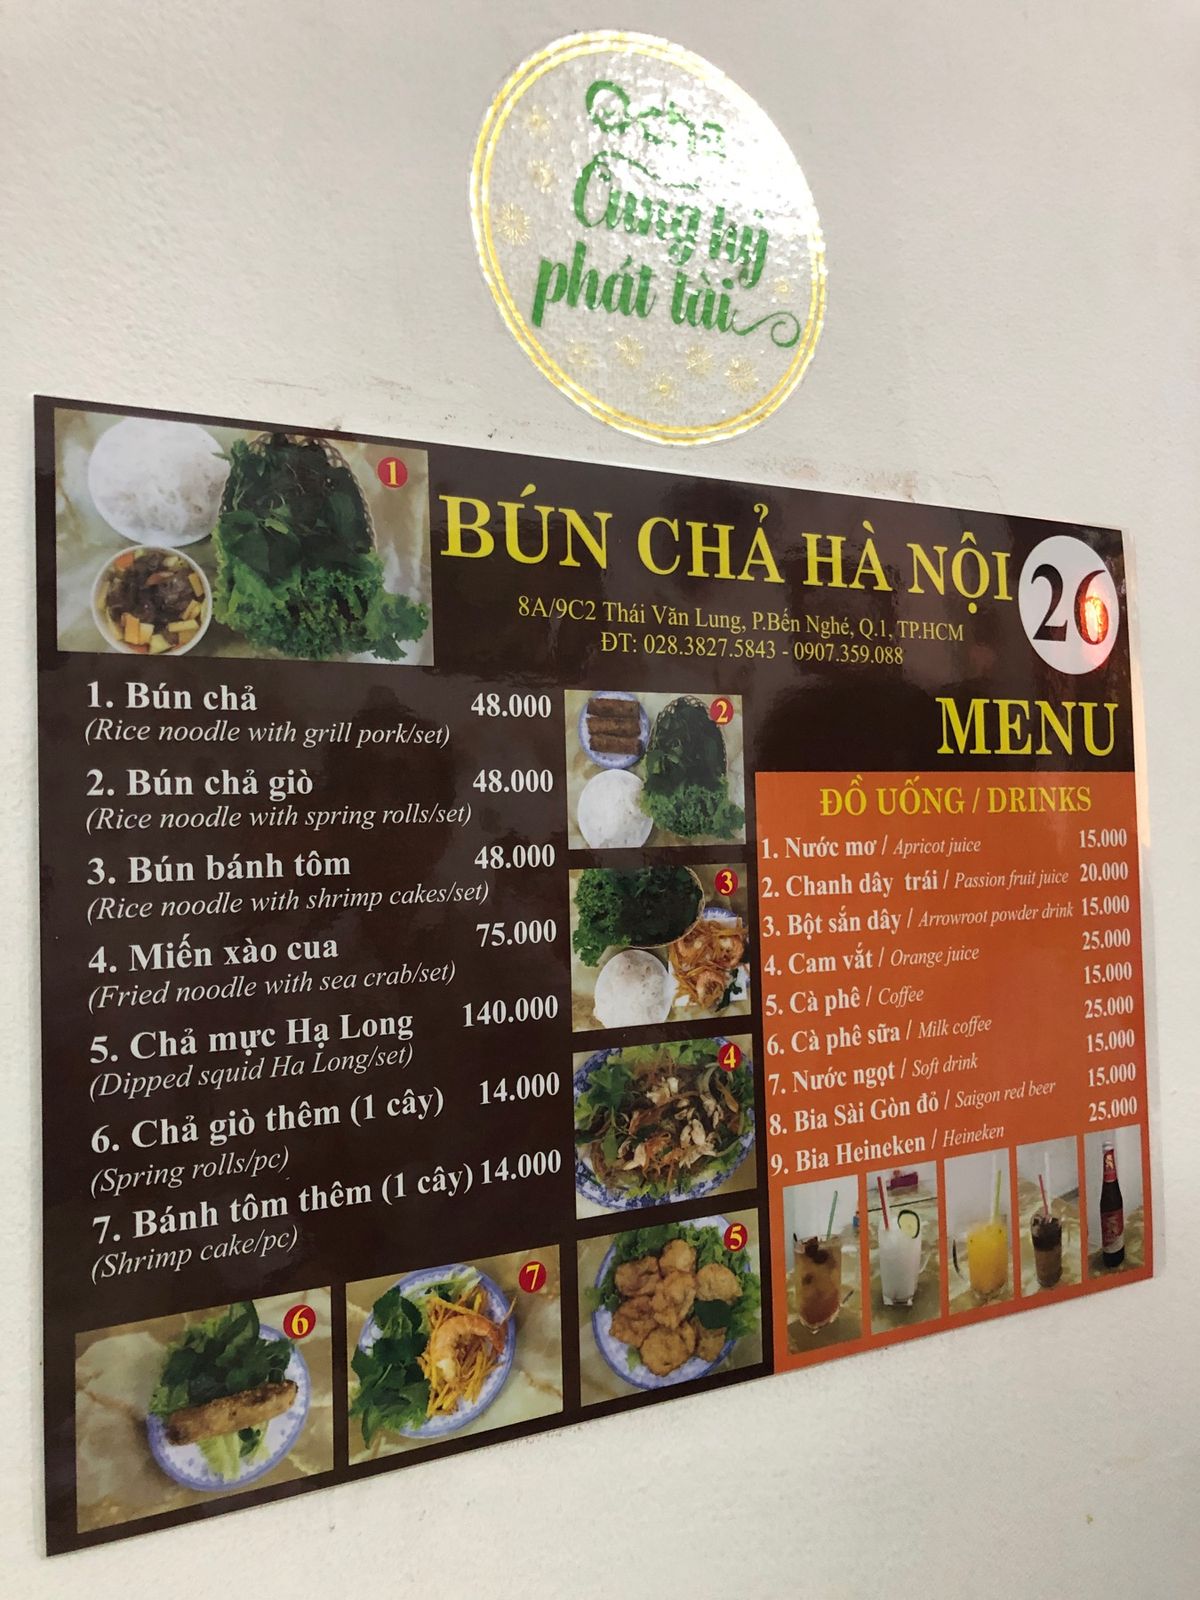 Cung hỷ
phát tài
1
BÚN CHẢ HÀ NỘI 26
8A/9C2 Thái Văn Lung, P.Bến Nghé, Q.1, TP.HCM
ĐT: 028.3827.5843 - 0907.359.088
MENU
1. Bún chả 48.000
(Rice noodle with grill pork/set)
2. Bún chả giò 48.000
(Rice noodle with spring rolls/set)
3. Bún bánh tôm 48.000
(Rice noodle with shrimp cakes/set)
4. Miến xào cua 75.000
(Fried noodle with sea crab/set)
5. Chả mực Hạ Long 140.000
(Dipped squid Ha Long/set)
6. Chả giò thêm (1 cây) 14.000
(Spring rolls/pc)
7. Bánh tôm thêm (1 cây) 14.000
(Shrimp cake/pc)
2
3
4
5
6
7
ĐỒ UỐNG / DRINKS
1. Nước mơ / Apricot juice 15.000
2. Chanh dây trái / Passion fruit juice 20.000
3. Bột sắn dây / Arrowroot powder drink 15.000
4. Cam vắt / Orange juice 25.000
5. Cà phê / Coffee 15.000
6. Cà phê sữa / Milk coffee 25.000
7. Nước ngọt / Soft drink 15.000
8. Bia Sài Gòn đỏ / Saigon red beer 15.000
9. Bia Heineken / Heineken 25.000